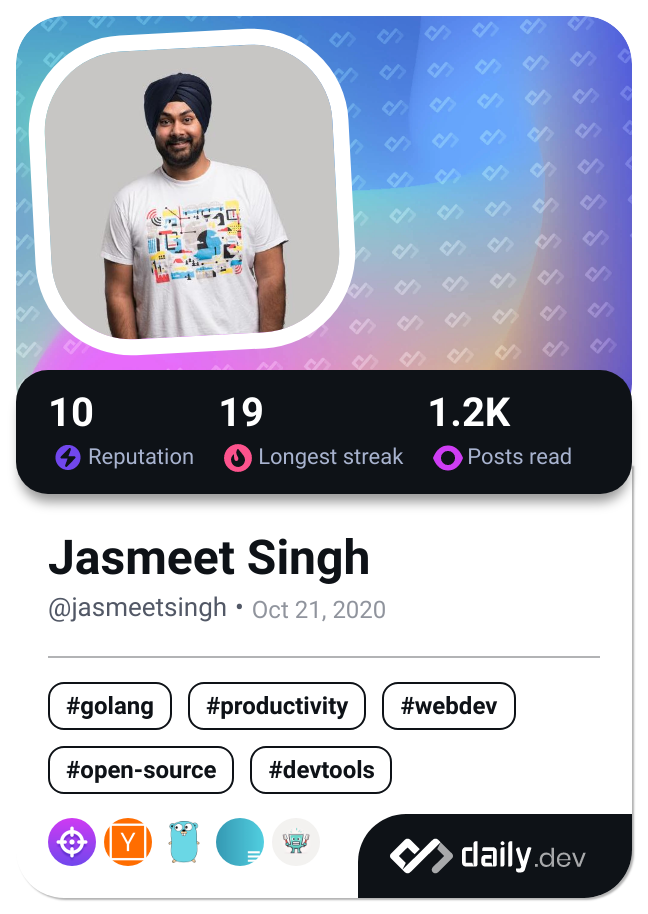 10 19 1.2K
Reputation Longest streak Posts read
Jasmeet Singh
@jasmeetsingh • Oct 21, 2020
#golang #productivity #webdev
#open-source #devtools
Y
daily.dev